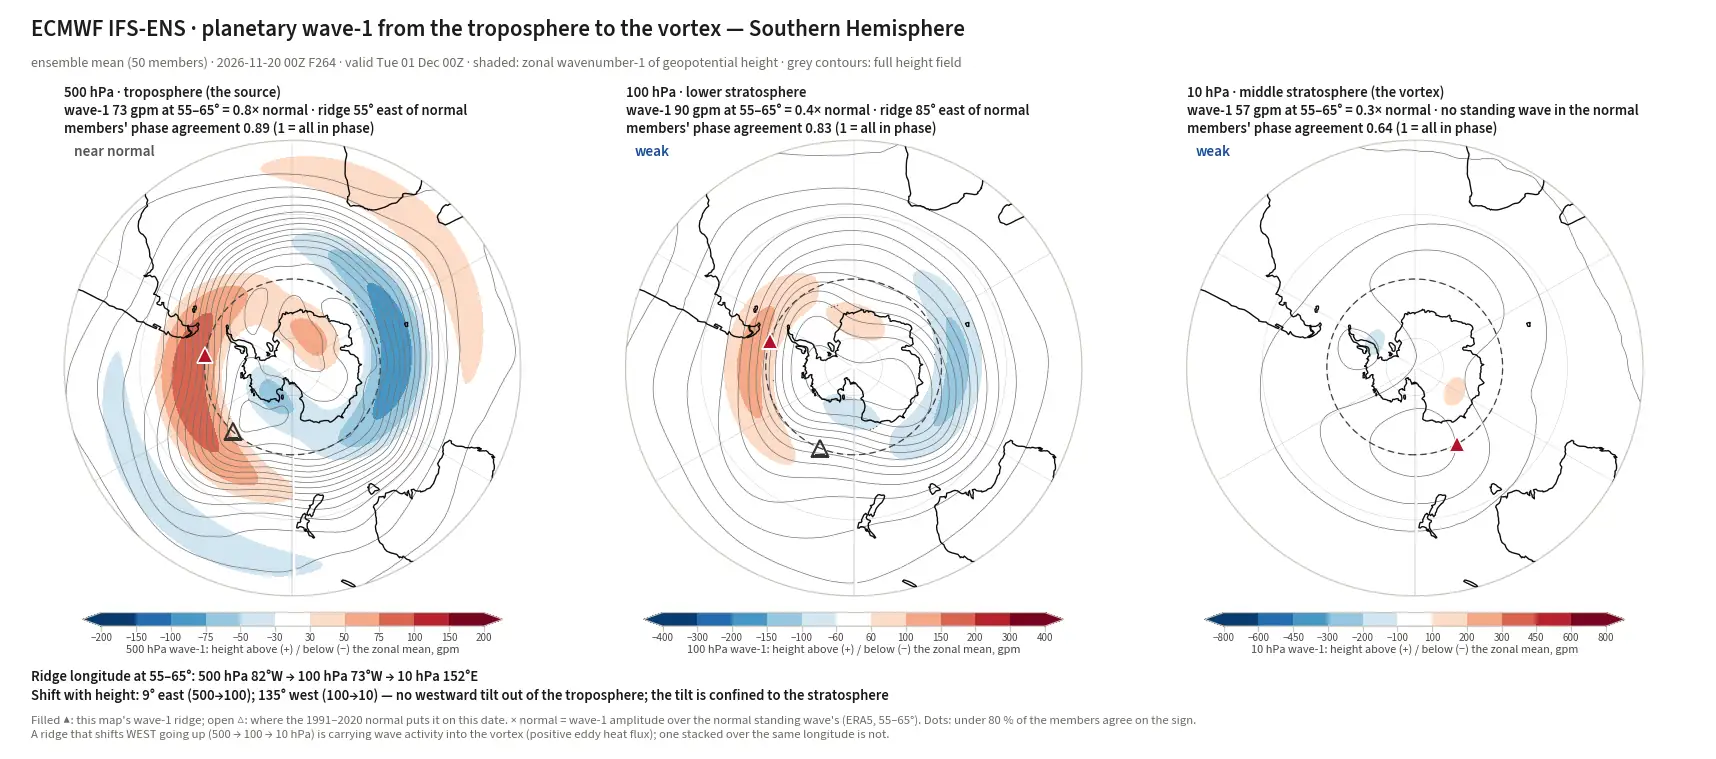 ECMWF IFS-ENS · planetary wave-1 from the troposphere to the vortex — Southern Hemisphere
ensemble mean (50 members) · 2026-11-20 00Z F264 · valid Tue 01 Dec 00Z · shaded: zonal wavenumber-1 of geopotential height · grey contours: full height field
500 hPa · troposphere (the source)
wave-1 73 gpm at 55–65° = 0.8× normal · ridge 55° east of normal
members' phase agreement 0.89 (1 = all in phase)
near normal
100 hPa · lower stratosphere
wave-1 90 gpm at 55–65° = 0.4× normal · ridge 85° east of normal
members' phase agreement 0.83 (1 = all in phase)
weak
10 hPa · middle stratosphere (the vortex)
wave-1 57 gpm at 55–65° = 0.3× normal · no standing wave in the normal
members' phase agreement 0.64 (1 = all in phase)
weak
−200 −150 −100 −75 −50 −30 30 50 75 100 150 200
500 hPa wave-1: height above (+) / below (−) the zonal mean, gpm
−400 −300 −200 −150 −100 −60 60 100 150 200 300 400
100 hPa wave-1: height above (+) / below (−) the zonal mean, gpm
−800 −600 −450 −300 −200 −100 100 200 300 450 600 800
10 hPa wave-1: height above (+) / below (−) the zonal mean, gpm
Ridge longitude at 55–65°: 500 hPa 82°W → 100 hPa 73°W → 10 hPa 152°E
Shift with height: 9° east (500→100); 135° west (100→10) — no westward tilt out of the troposphere; the tilt is confined to the stratosphere
Filled ▲: this map's wave-1 ridge; open △: where the 1991–2020 normal puts it on this date. × normal = wave-1 amplitude over the normal standing wave's (ERA5, 55–65°). Dots: under 80 % of the members agree on the sign.
A ridge that shifts WEST going up (500 → 100 → 10 hPa) is carrying wave activity into the vortex (positive eddy heat flux); one stacked over the same longitude is not.